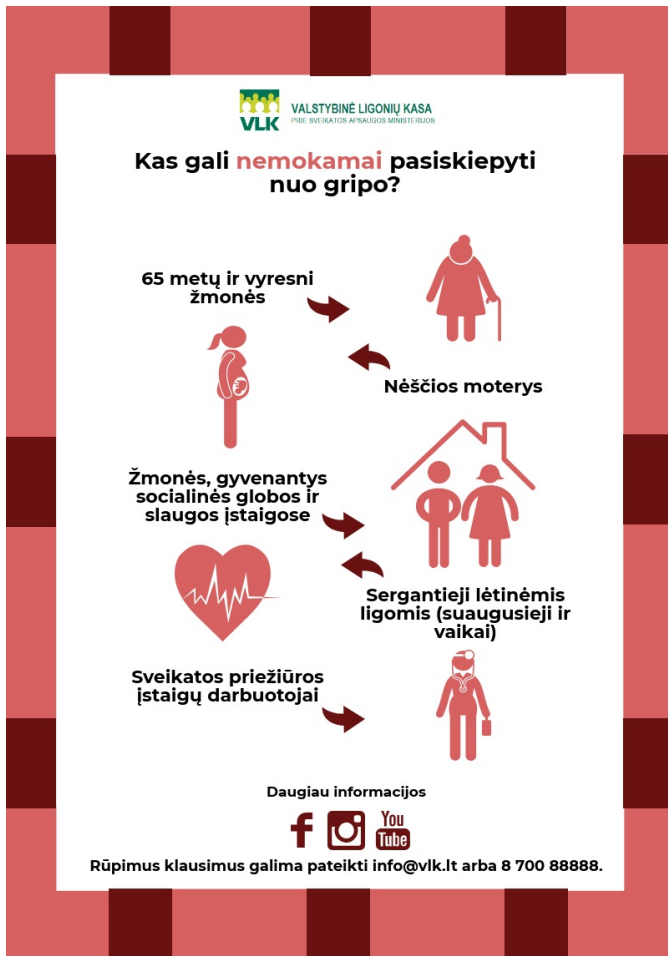 VLK
VALSTYBINĖ LIGONIŲ KASA
PRIE SVEIKATOS APSAUGOS MINISTERIJOS
Kas gali nemokamai pasiskiepyti
nuo gripo?
65 metų ir vyresni
žmonės
Nėščios moterys
Žmonės, gyvenantys
socialinės globos ir
slaugos įstaigose
Sergantieji lėtinėmis
ligomis (suaugusieji ir
vaikai)
Sveikatos priežiūros
įstaigų darbuotojai
Daugiau informacijos
f
You
Tube
Rūpimus klausimus galima pateikti info@vlk.lt arba 8 700 88888.